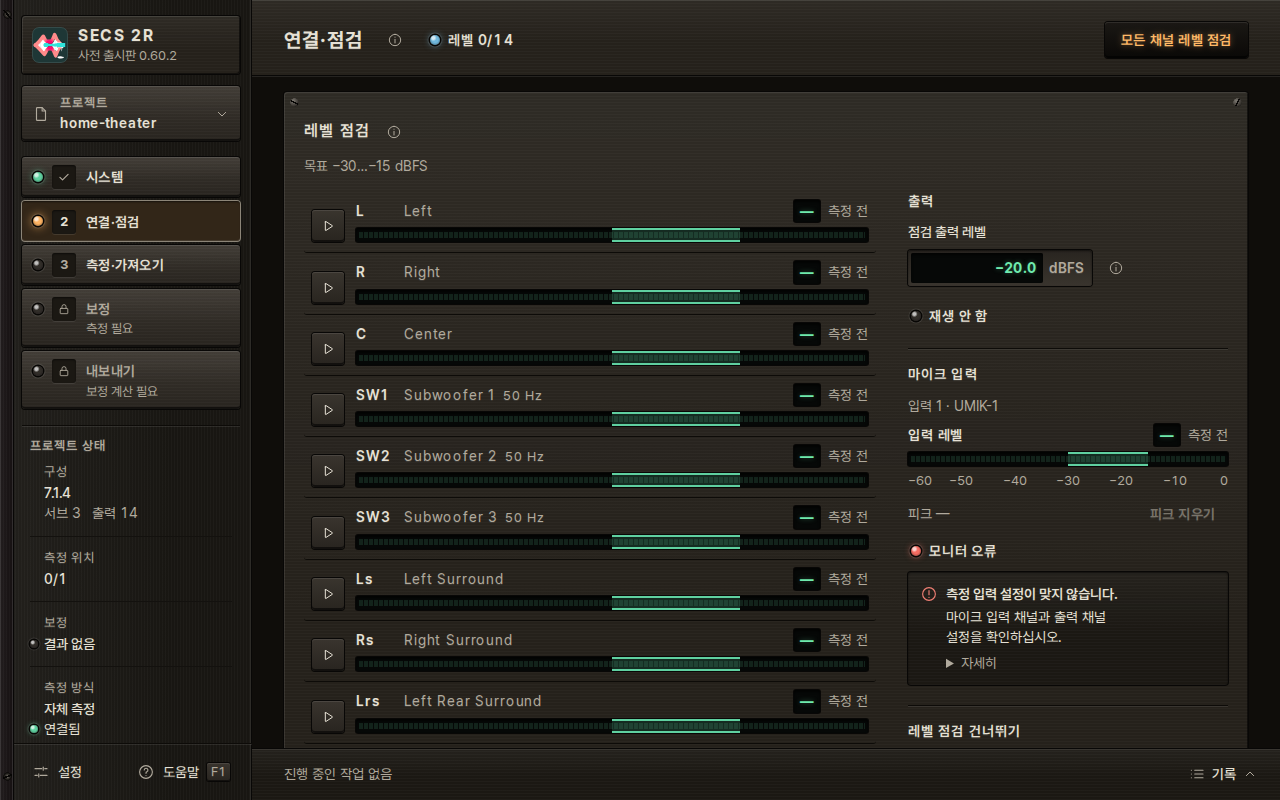 SECS 2R
사전 출시판 0.60.2
프로젝트
home-theater
시스템
2 연결·점검
3 측정·가져오기
보정
측정 필요
내보내기
보정 계산 필요
프로젝트 상태
구성
7.1.4
서브 3 출력 14
측정 위치
0/1
보정
결과 없음
측정 방식
자체 측정
연결됨
설정
도움말 F1
연결·점검
레벨 0/14
모든 채널 레벨 점검
레벨 점검
목표 −30…−15 dBFS
L Left — 측정 전
R Right — 측정 전
C Center — 측정 전
SW1 Subwoofer 1 50 Hz — 측정 전
SW2 Subwoofer 2 50 Hz — 측정 전
SW3 Subwoofer 3 50 Hz — 측정 전
Ls Left Surround — 측정 전
Rs Right Surround — 측정 전
Lrs Left Rear Surround — 측정 전
출력
점검 출력 레벨
−20.0 dBFS
재생 안 함
마이크 입력
입력 1 · UMIK-1
입력 레벨 — 측정 전
−60 −50 −40 −30 −20 −10 0
피크 — 피크 지우기
모니터 오류
측정 입력 설정이 맞지 않습니다.
마이크 입력 채널과 출력 채널
설정을 확인하십시오.
자세히
레벨 점검 건너뛰기
진행 중인 작업 없음
기록